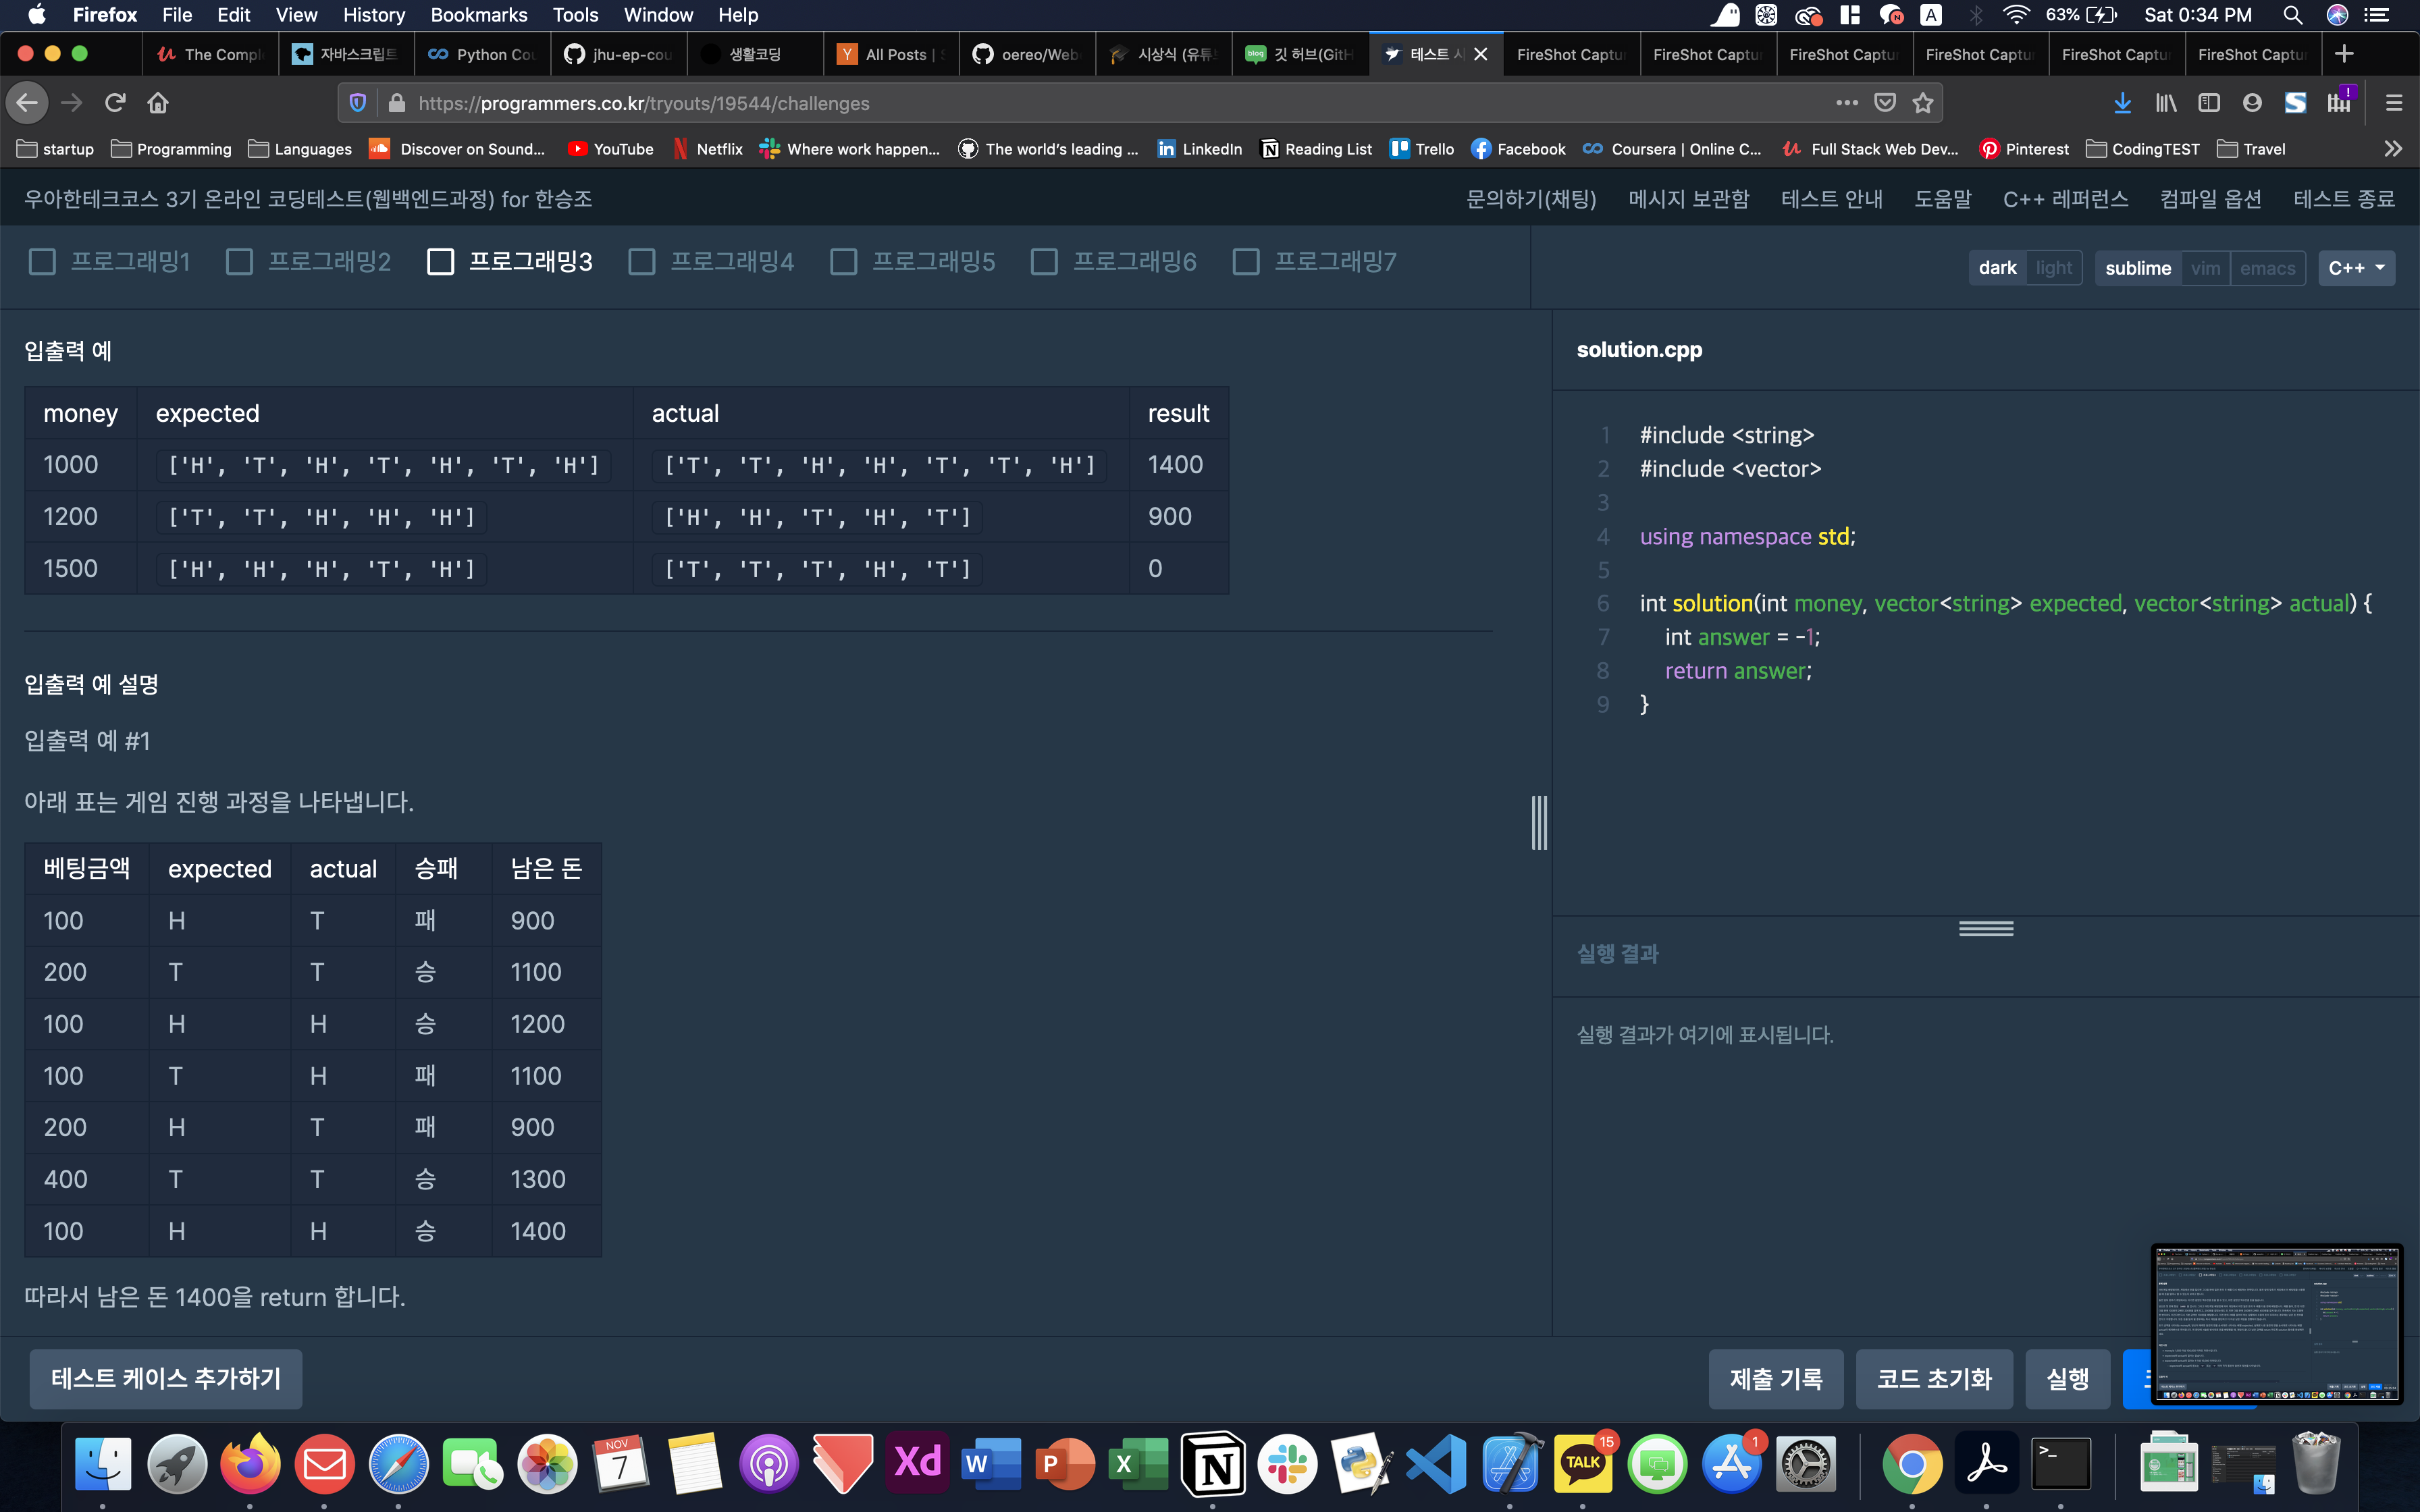 Firefox File Edit View History Bookmarks Tools Window Help 63% Sat 0:34 PM
The Compl 자바스크립트 Python Cou jhu-ep-cou 생활코딩 All Posts | oereo/Web 시상식 (유튜 깃 허브(GitH 테스트 FireShot Captu FireShot Captu FireShot Captu FireShot Captu FireShot Captu FireShot Captu
https://programmers.co.kr/tryouts/19544/challenges
startup Programming Languages Discover on Sound... YouTube Netflix Where work happen... The world's leading ... LinkedIn Reading List Trello Facebook Coursera | Online C... Full Stack Web Dev... Pinterest CodingTEST Travel
우아한테크코스 3기 온라인 코딩테스트(웹백엔드과정) for 한승조 문의하기(채팅) 메시지 보관함 테스트 안내 도움말 C++ 레퍼런스 컴파일 옵션 테스트 종료
프로그래밍1 프로그래밍2 프로그래밍3 프로그래밍4 프로그래밍5 프로그래밍6 프로그래밍7 dark light sublime vim emacs C++
입출력 예
money expected actual result
1000 ['H', 'T', 'H', 'T', 'H', 'T', 'H'] ['T', 'T', 'H', 'H', 'T', 'T', 'H'] 1400
1200 ['T', 'T', 'H', 'H', 'H'] ['H', 'H', 'T', 'H', 'T'] 900
1500 ['H', 'H', 'H', 'T', 'H'] ['T', 'T', 'T', 'H', 'T'] 0
입출력 예 설명
입출력 예 #1
아래 표는 게임 진행 과정을 나타냅니다.
베팅금액 expected actual 승패 남은 돈
100 H T 패 900
200 T T 승 1100
100 H H 승 1200
100 T H 패 1100
200 H T 패 900
400 T T 승 1300
100 H H 승 1400
따라서 남은 돈 1400을 return 합니다.
solution.cpp
1 #include <string>
2 #include <vector>
3
4 using namespace std;
5
6 int solution(int money, vector<string> expected, vector<string> actual) {
7 int answer = -1;
8 return answer;
9 }
실행 결과
실행 결과가 여기에 표시됩니다.
테스트 케이스 추가하기 제출 기록 코드 초기화 실행
NOV 7 Xd W P X N TALK 15 1